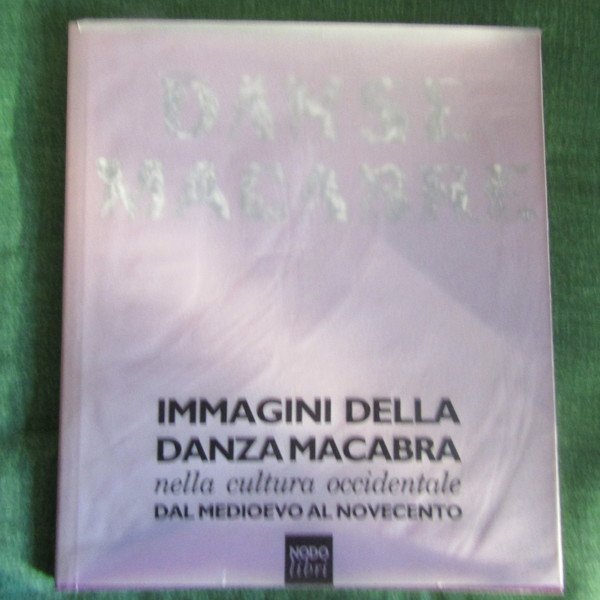 DANSE
MACABRE
IMMAGINI DELLA
DANZA MACABRA
nella cultura occidentale
DAL MEDIOEVO AL NOVECENTO
NODO
libri